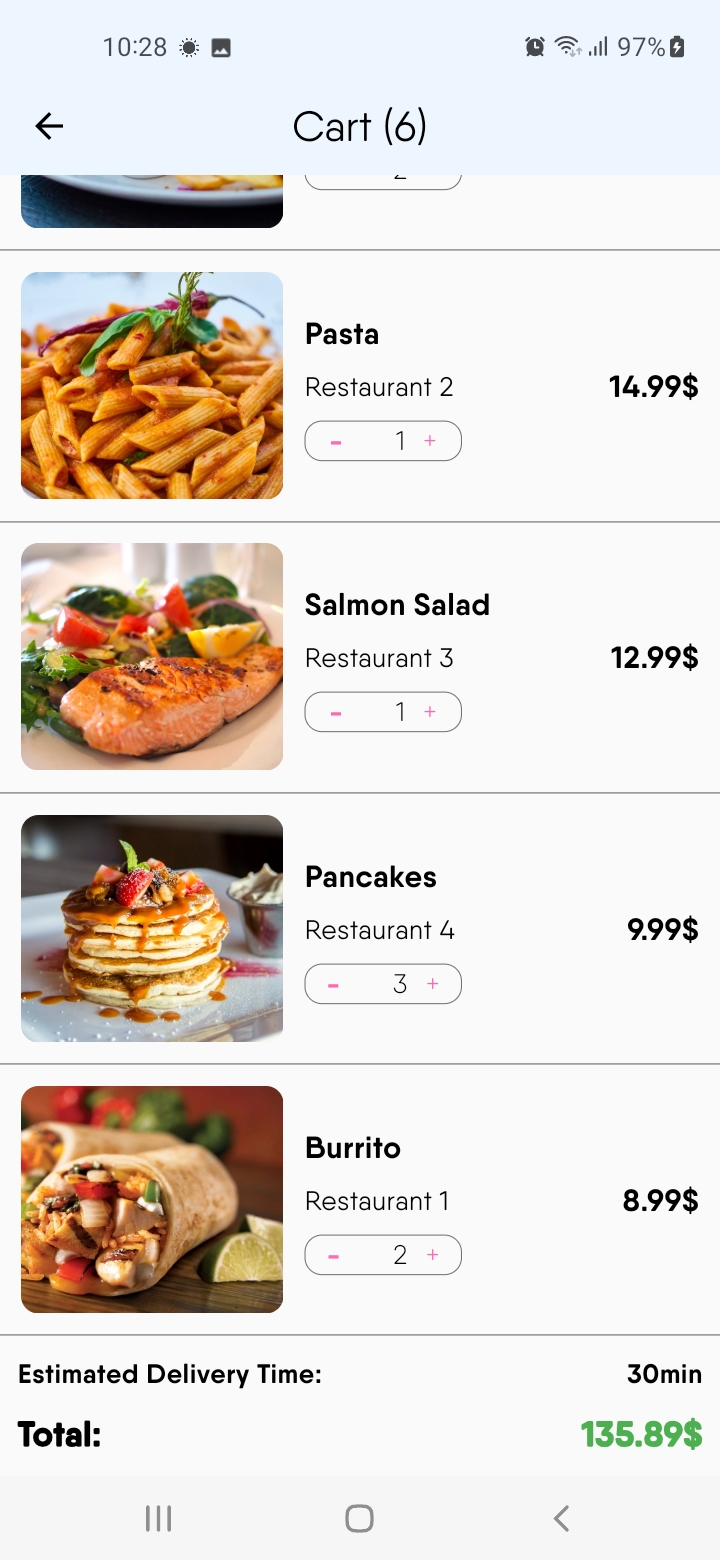 10:28 97%
Cart (6)
Pasta
Restaurant 2 14.99$
- 1 +
Salmon Salad
Restaurant 3 12.99$
- 1 +
Pancakes
Restaurant 4 9.99$
- 3 +
Burrito
Restaurant 1 8.99$
- 2 +
Estimated Delivery Time: 30min
Total: 135.89$